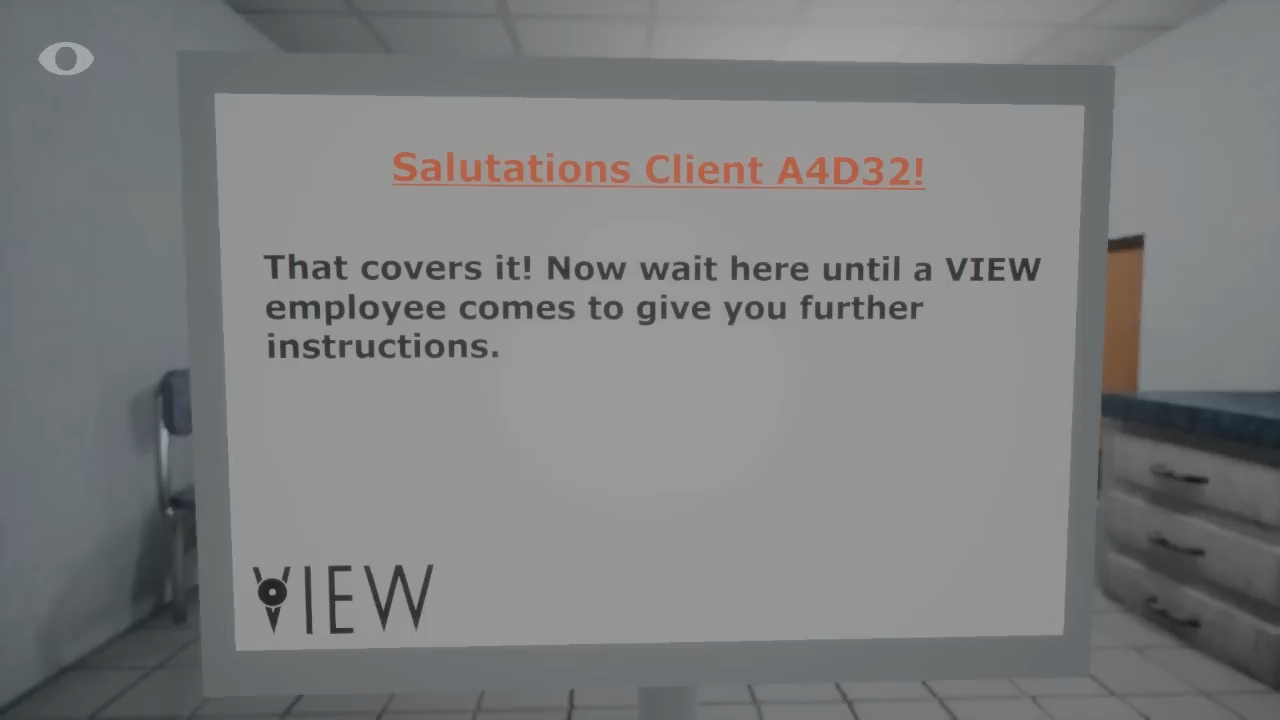 Salutations Client A4D32!
That covers it! Now wait here until a VIEW
employee comes to give you further
instructions.
VIEW